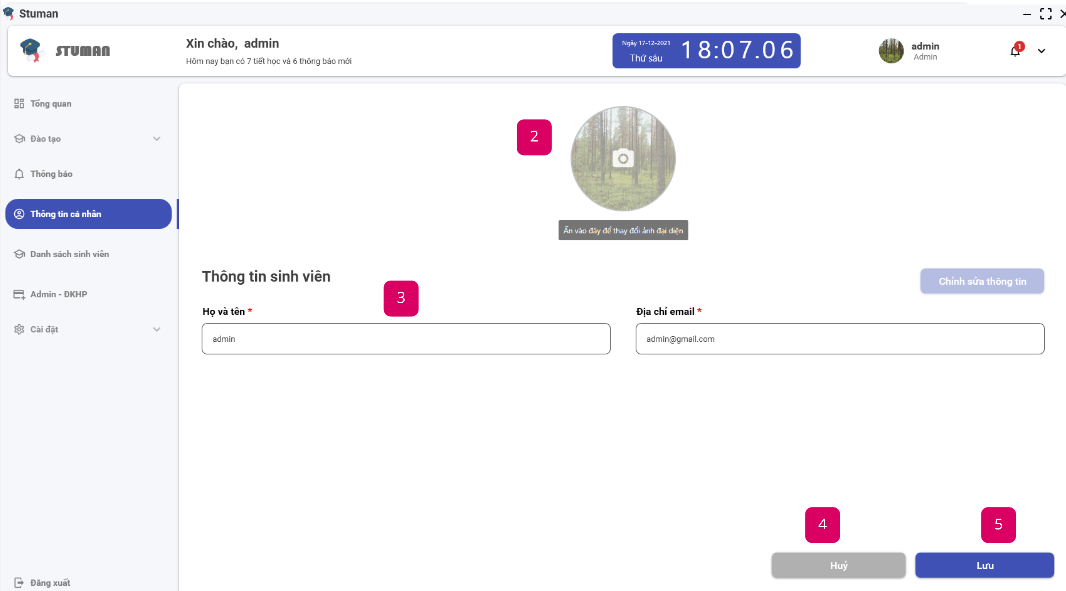 Stuman
STUMAN
Xin chào, admin
Hôm nay bạn có 7 tiết học và 6 thông báo mới
Ngày 17-12-2021
Thứ sáu
18:07.06
admin
Admin
1
Tổng quan
Đào tạo
Thông báo
Thông tin cá nhân
Danh sách sinh viên
Admin - ĐKHP
Cài đặt
Đăng xuất
2
Ấn vào đây để thay đổi ảnh đại diện
Thông tin sinh viên
3
Chỉnh sửa thông tin
Họ và tên *
admin
Địa chỉ email *
admin@gmail.com
4
5
Huỷ
Lưu